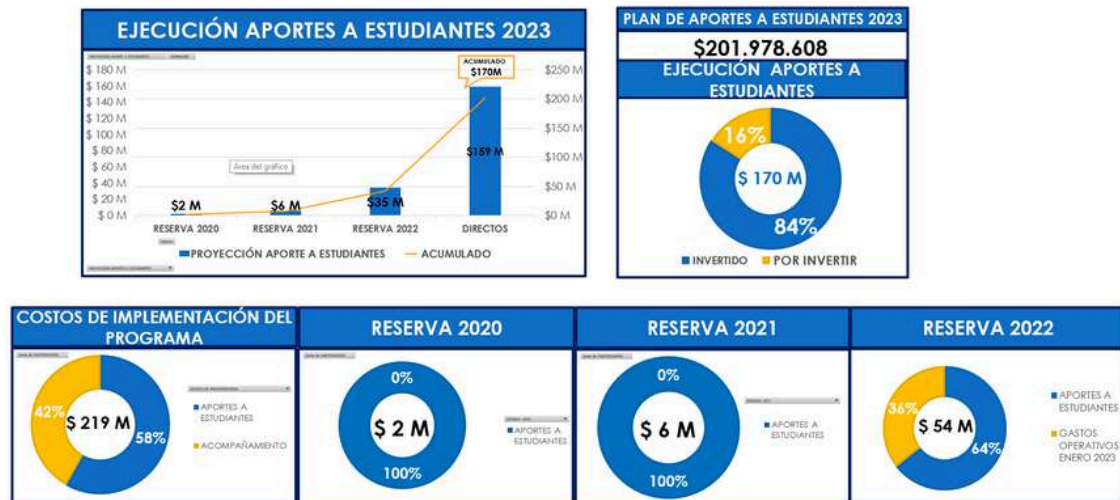 EJECUCIÓN APORTES A ESTUDIANTES 2023
ACUMULADO
$170M
$ 180 M
$ 160 M
$ 140 M
$ 120 M
$ 100 M
$ 80 M
$ 60 M
$ 40 M
$ 20 M
$ 0 M
$250 M
$200 M
$150 M
$100 M
$50 M
$0 M
Área del gráfico
$2 M
$6 M
$35 M
$159 M
RESERVA 2020
RESERVA 2021
RESERVA 2022
DIRECTOS
PROYECCIÓN APORTE A ESTUDIANTES
ACUMULADO
PLAN DE APORTES A ESTUDIANTES 2023
$201.978.608
EJECUCIÓN APORTES A
ESTUDIANTES
16%
$ 170 M
84%
INVERTIDO
POR INVERTIR
COSTOS DE IMPLEMENTACIÓN DEL
PROGRAMA
42%
$ 219 M
58%
APORTES A
ESTUDIANTES
ACOMPAÑAMIENTO
RESERVA 2020
0%
$ 2 M
100%
APORTES A
ESTUDIANTES
RESERVA 2021
0%
$ 6 M
100%
APORTES A
ESTUDIANTES
RESERVA 2022
36%
$ 54 M
64%
APORTES A
ESTUDIANTES
GASTOS
OPERATIVOS
ENERO 2023